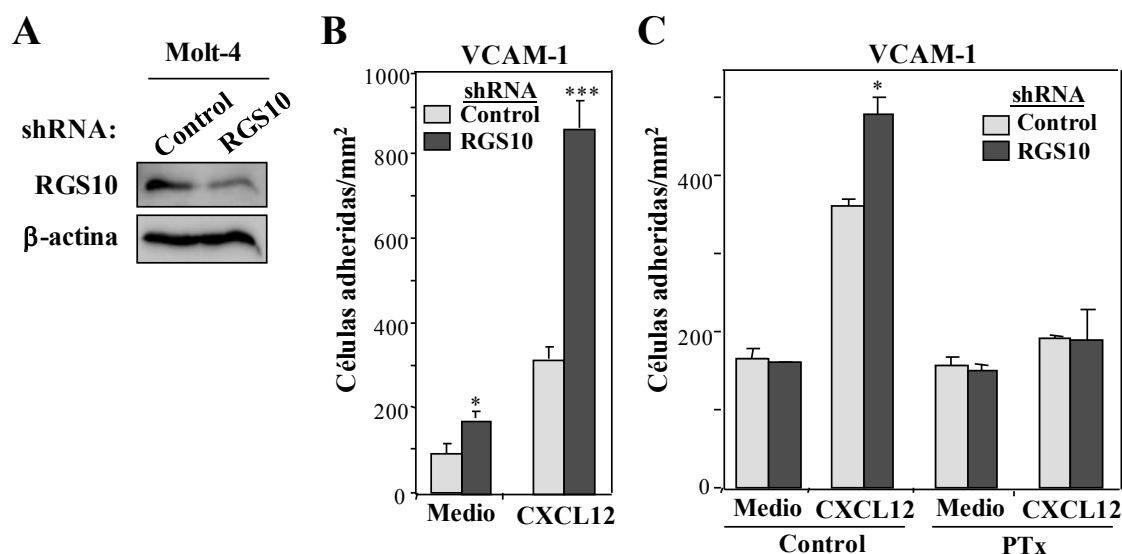 A
Molt-4
shRNA:
Control
RGS10
RGS10
β-actina
B
VCAM-1
Células adheridas/mm²
1000
800
600
400
200
0
shRNA
Control
RGS10
***
*
Medio
CXCL12
C
VCAM-1
Células adheridas/mm²
400
200
0
shRNA
Control
RGS10
*
Medio CXCL12 Medio CXCL12
Control PTx